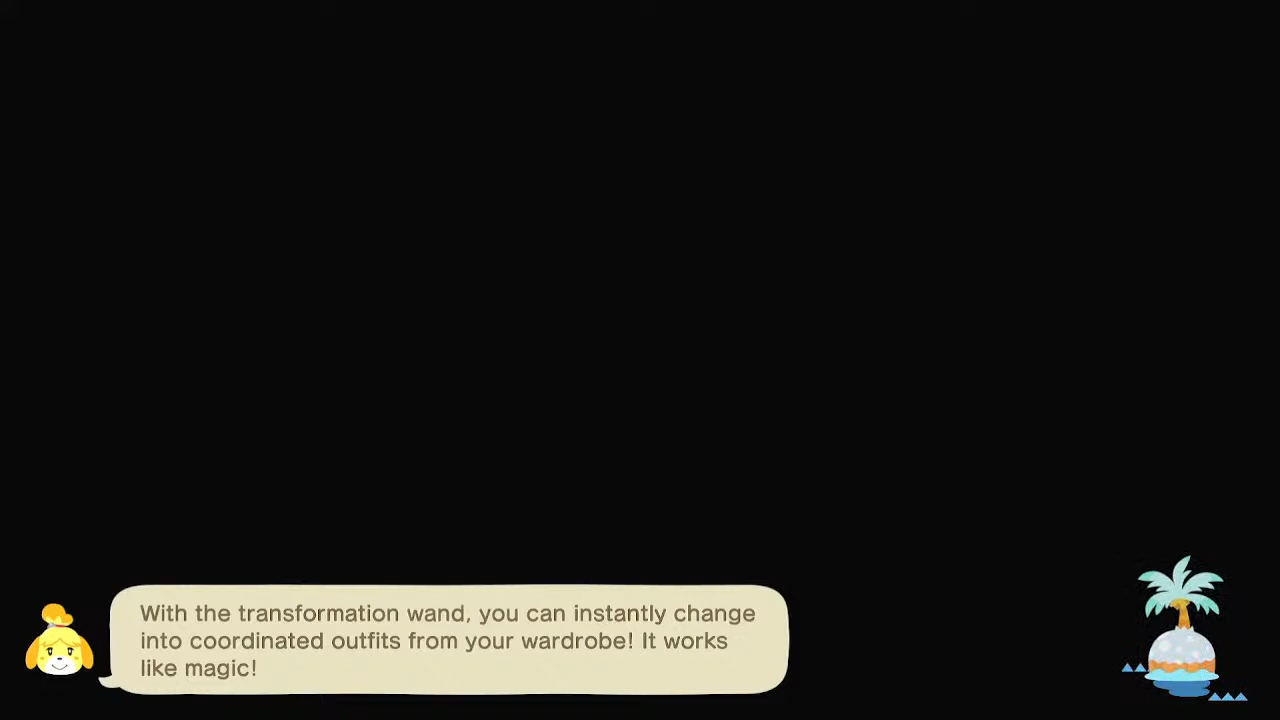 With the transformation wand, you can instantly change
into coordinated outfits from your wardrobe! It works
like magic!